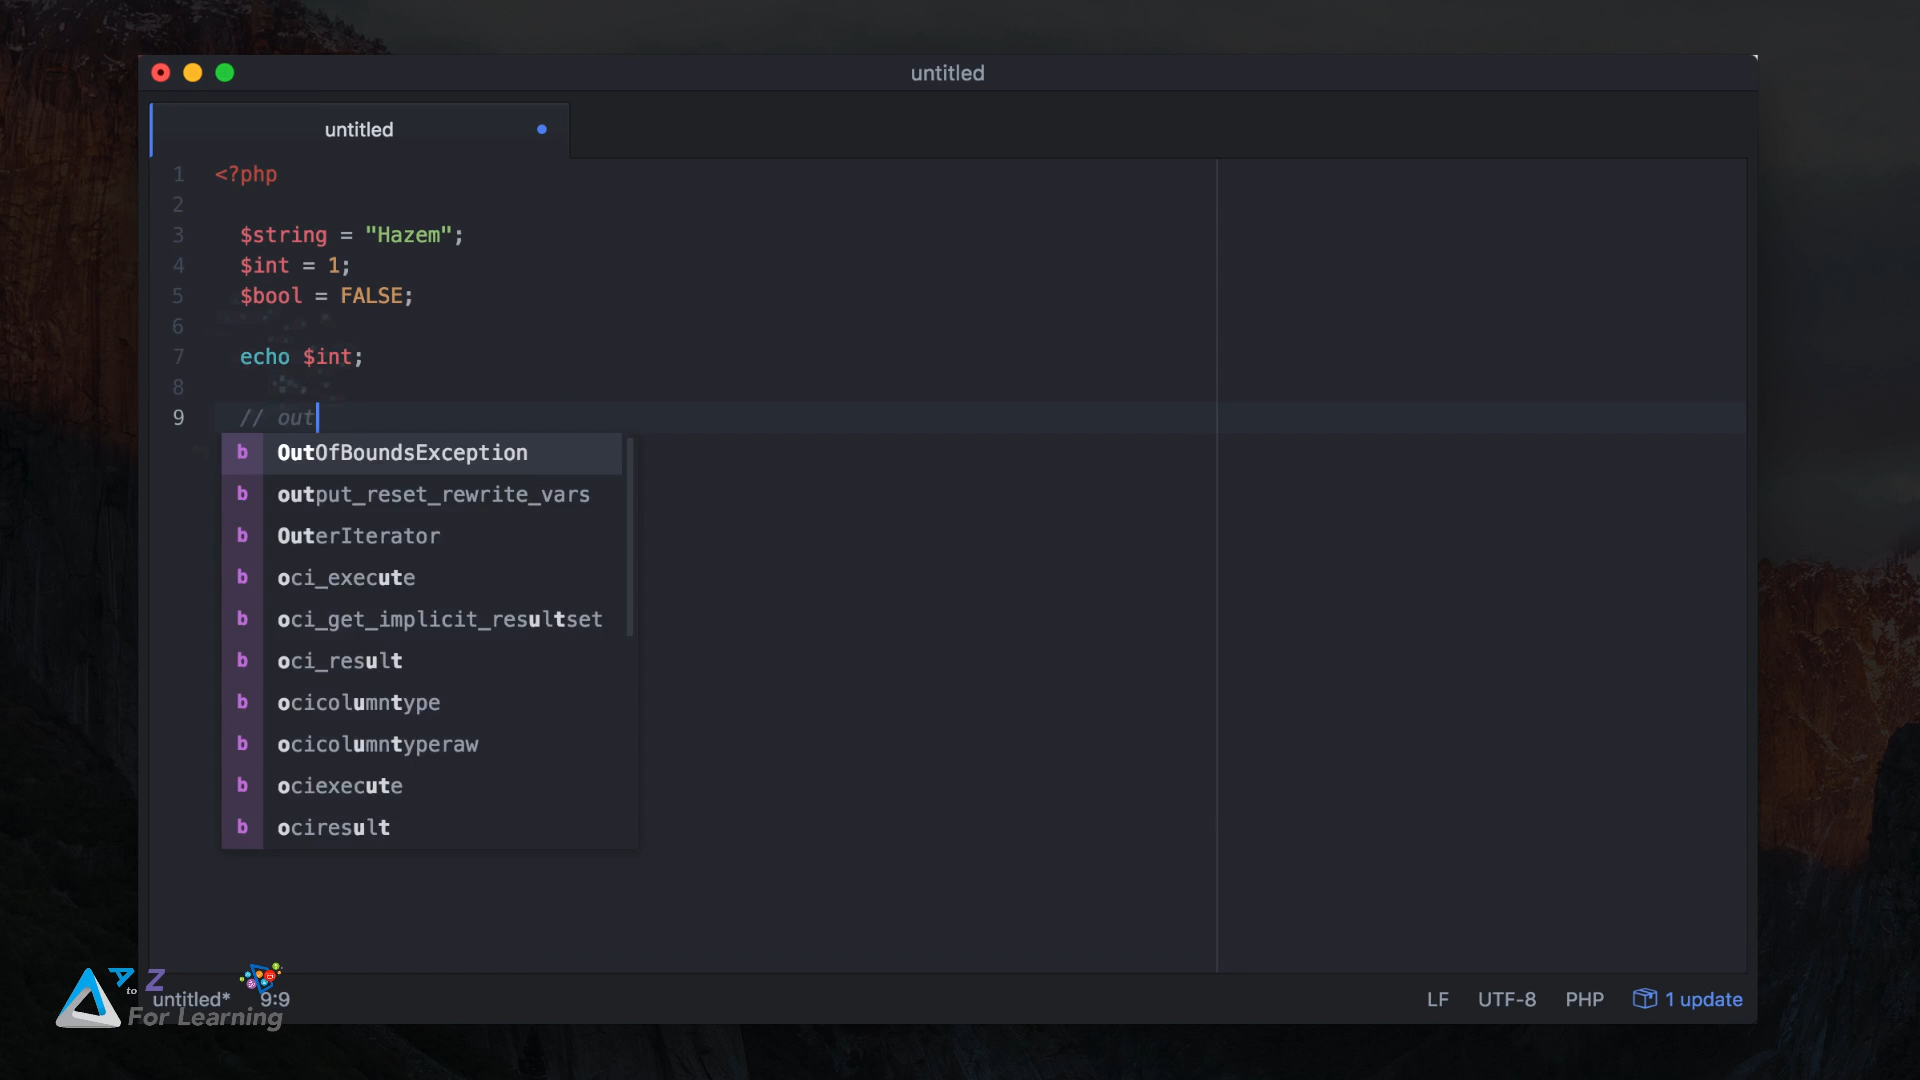 untitled
untitled
1 <?php
2
3 $string = "Hazem";
4 $int = 1;
5 $bool = FALSE;
6
7 echo $int;
8
9 // out
b OutOfBoundsException
b output_reset_rewrite_vars
b OuterIterator
b oci_execute
b oci_get_implicit_resultset
b oci_result
b ocicolumntype
b ocicolumntyperaw
b ociexecute
b ociresult
A to Z
For Learning
untitled* 9:9 LF UTF-8 PHP 1 update